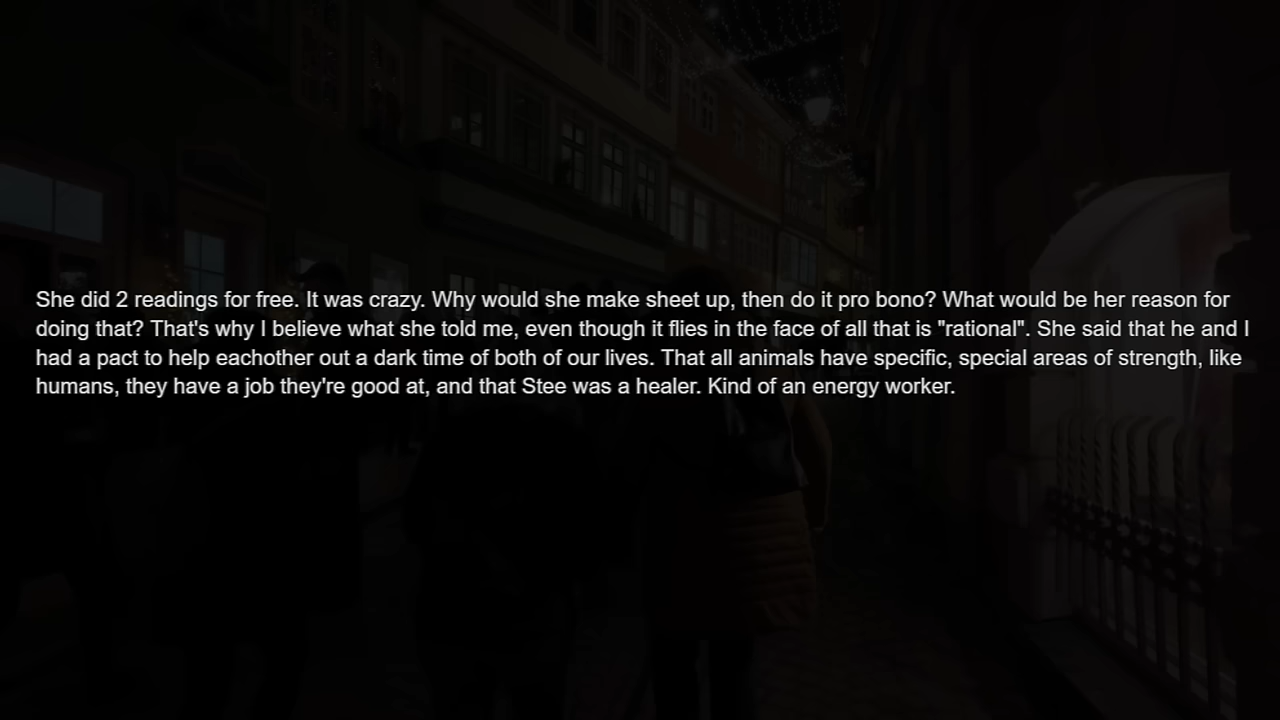 She did 2 readings for free. It was crazy. Why would she make sheet up, then do it pro bono? What would be her reason for
doing that? That's why I believe what she told me, even though it flies in the face of all that is "rational". She said that he and I
had a pact to help eachother out a dark time of both of our lives. That all animals have specific, special areas of strength, like
humans, they have a job they're good at, and that Stee was a healer. Kind of an energy worker.